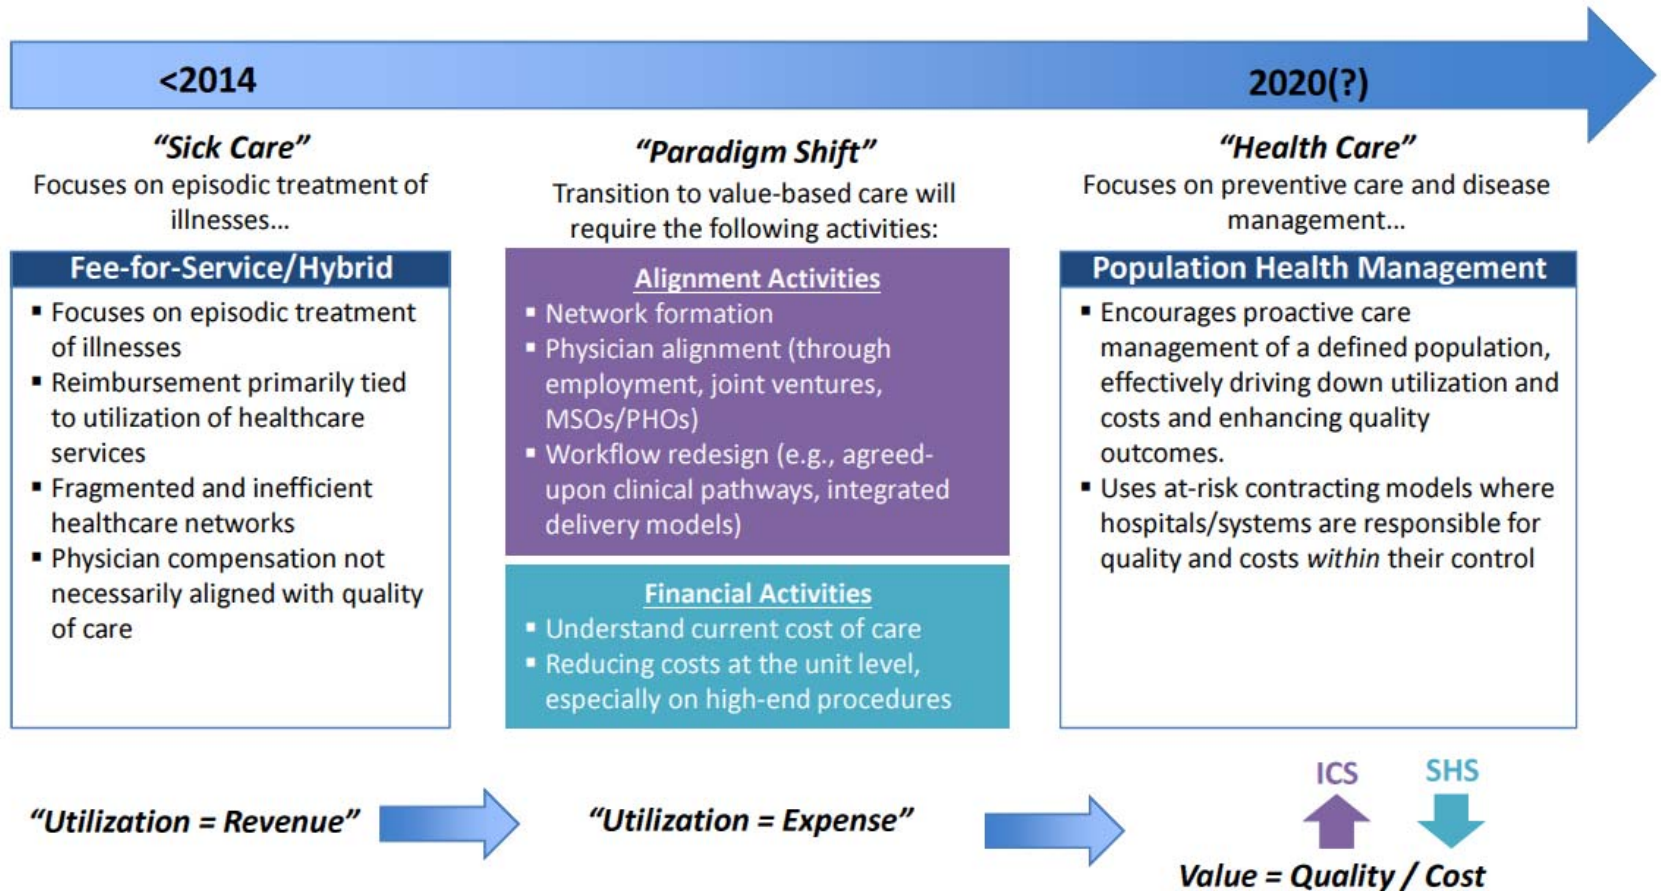 <2014
2020(?)
“Sick Care”
Focuses on episodic treatment of
illnesses...
Fee-for-Service/Hybrid
▪ Focuses on episodic treatment
of illnesses
▪ Reimbursement primarily tied
to utilization of healthcare
services
▪ Fragmented and inefficient
healthcare networks
▪ Physician compensation not
necessarily aligned with quality
of care
“Paradigm Shift”
Transition to value-based care will
require the following activities:
Alignment Activities
▪ Network formation
▪ Physician alignment (through
employment, joint ventures,
MSOs/PHOs)
▪ Workflow redesign (e.g., agreed-
upon clinical pathways, integrated
delivery models)
Financial Activities
▪ Understand current cost of care
▪ Reducing costs at the unit level,
especially on high-end procedures
“Health Care”
Focuses on preventive care and disease
management...
Population Health Management
▪ Encourages proactive care
management of a defined population,
effectively driving down utilization and
costs and enhancing quality
outcomes.
▪ Uses at-risk contracting models where
hospitals/systems are responsible for
quality and costs within their control
“Utilization = Revenue”
“Utilization = Expense”
ICS
SHS
Value = Quality / Cost